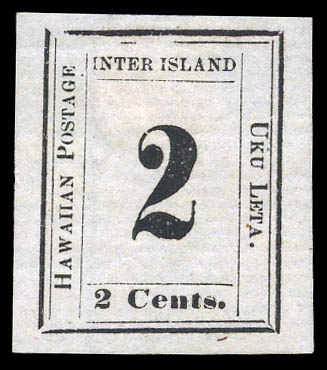 INTER ISLAND
HAWAIIAN POSTAGE
2
UKU LETA.
2 Cents.